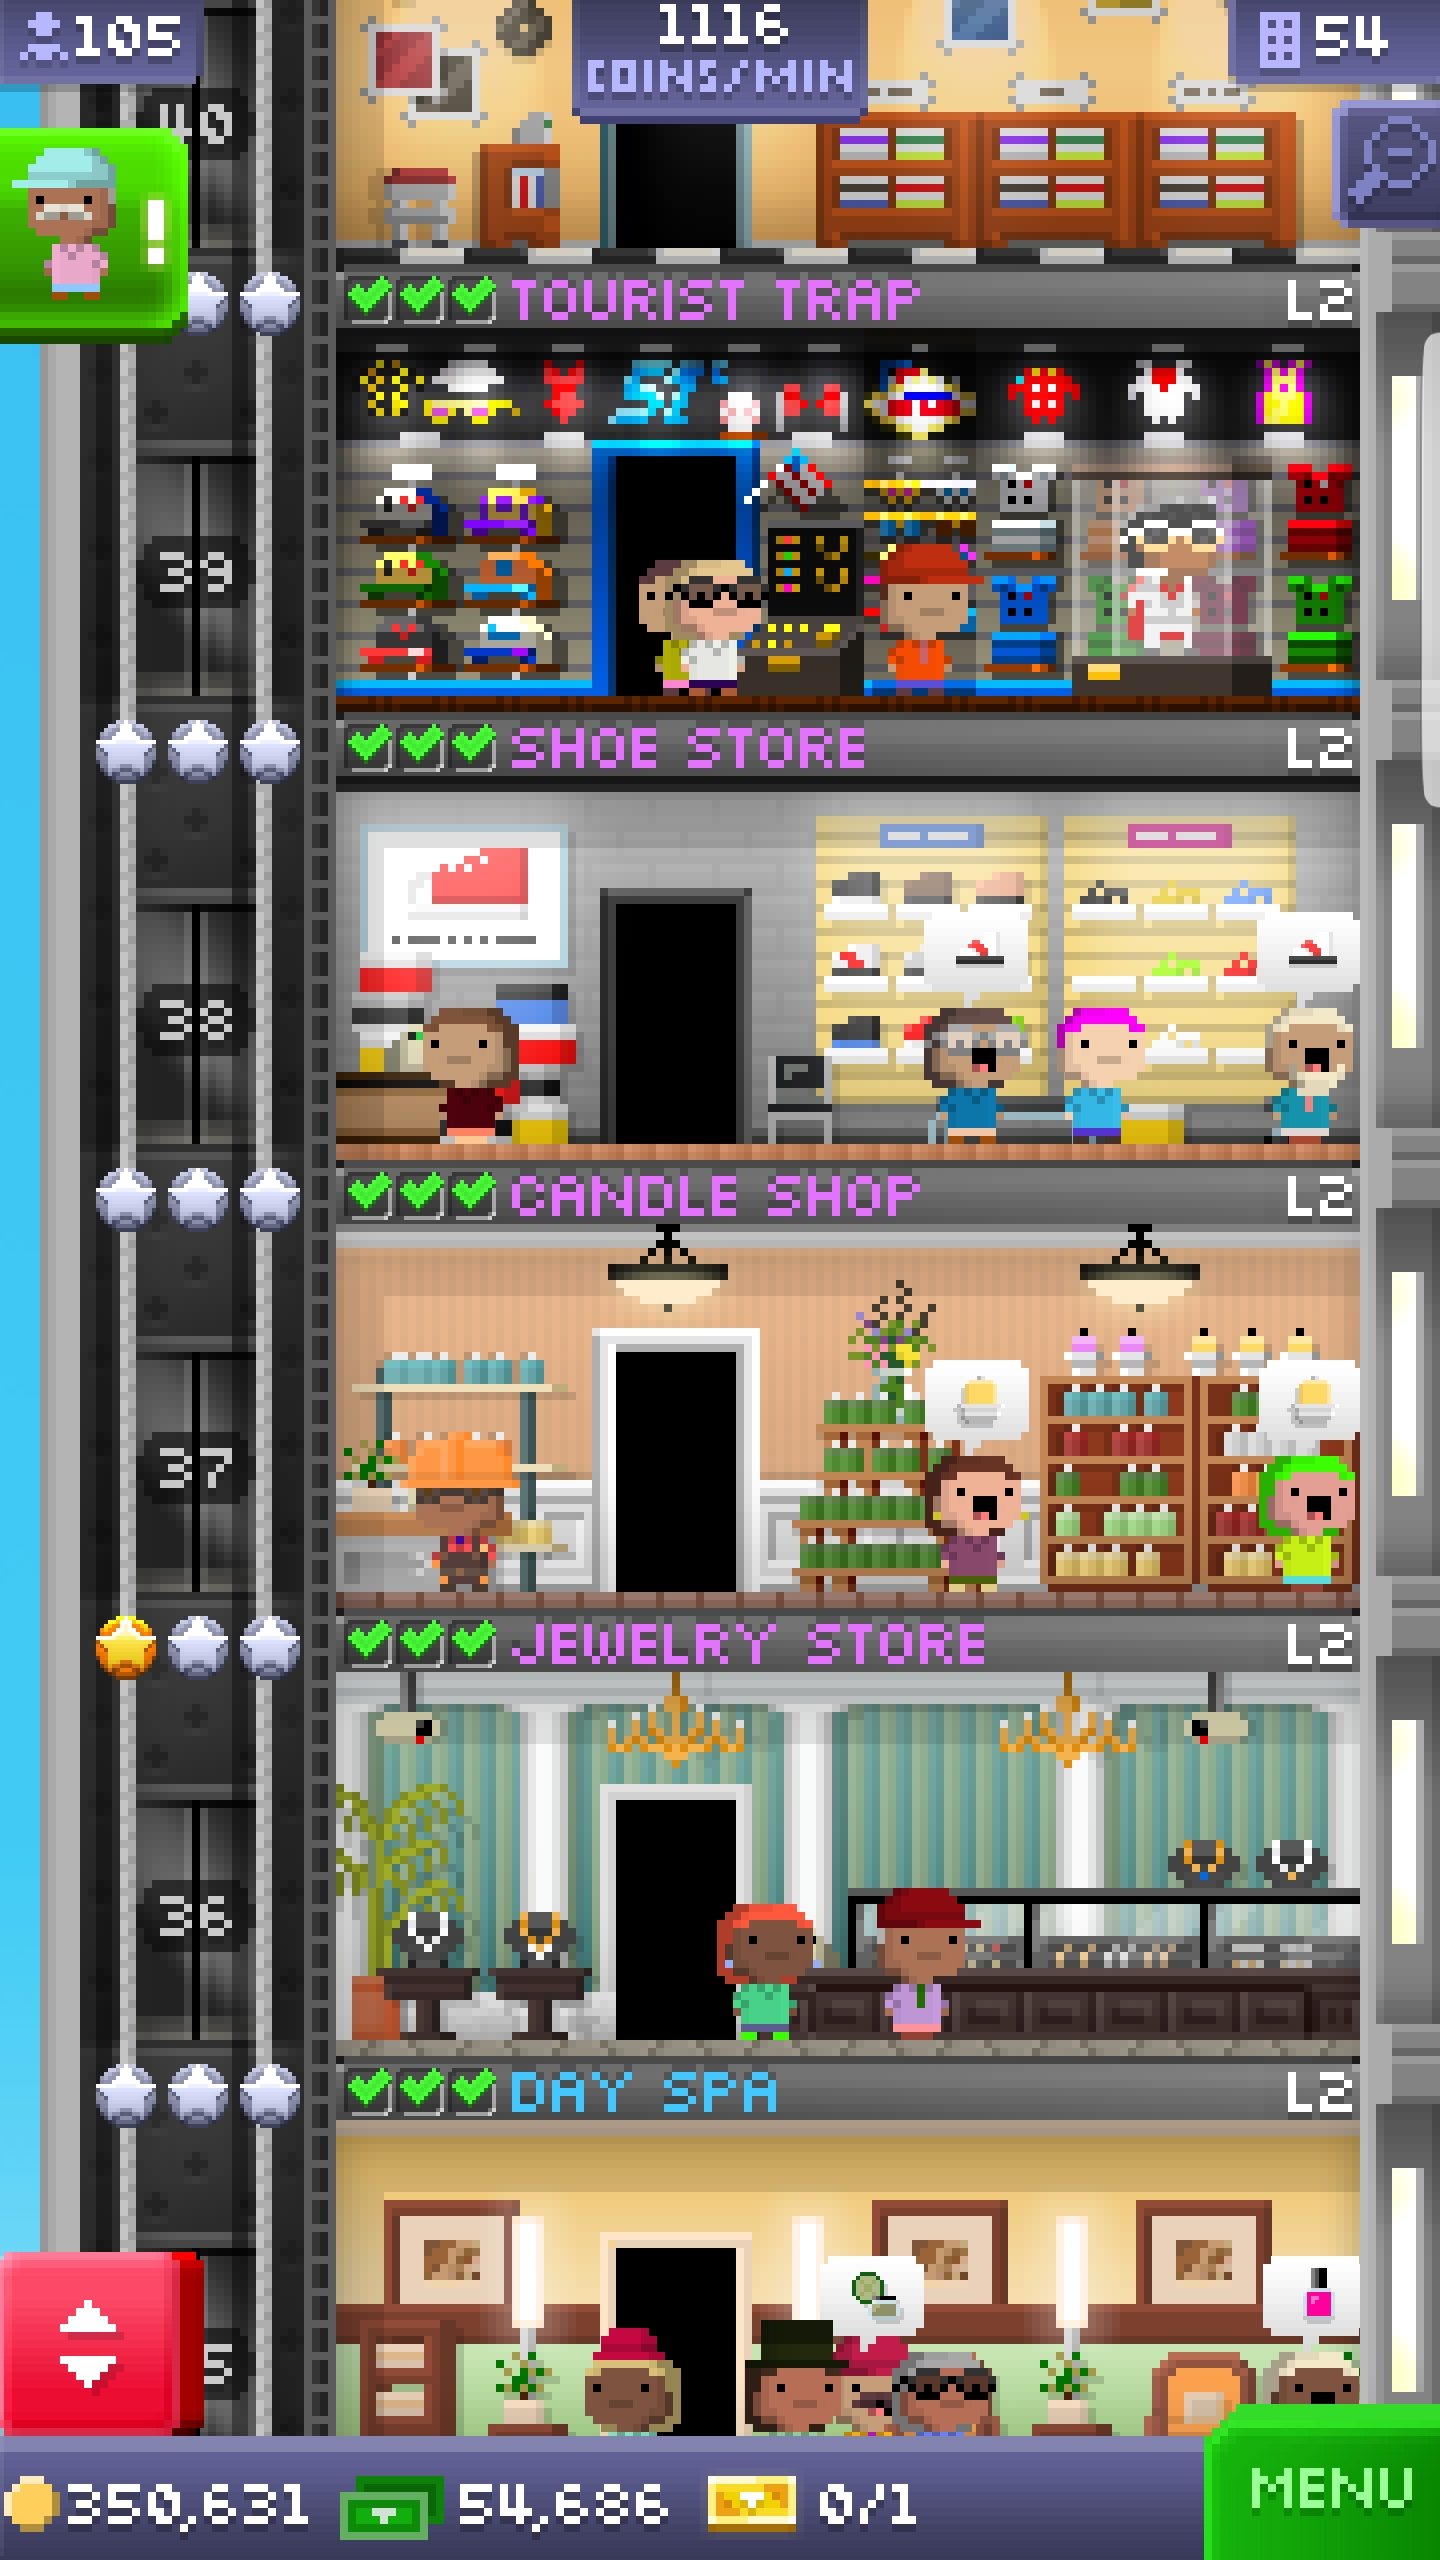 105
1116
COINS/MIN
54
40
!
TOURIST TRAP
L2
39
SHOE STORE
L2
38
CANDLE SHOP
L2
37
JEWELRY STORE
L2
36
DAY SPA
L2
5
350,631
54,686
0/1
MENU